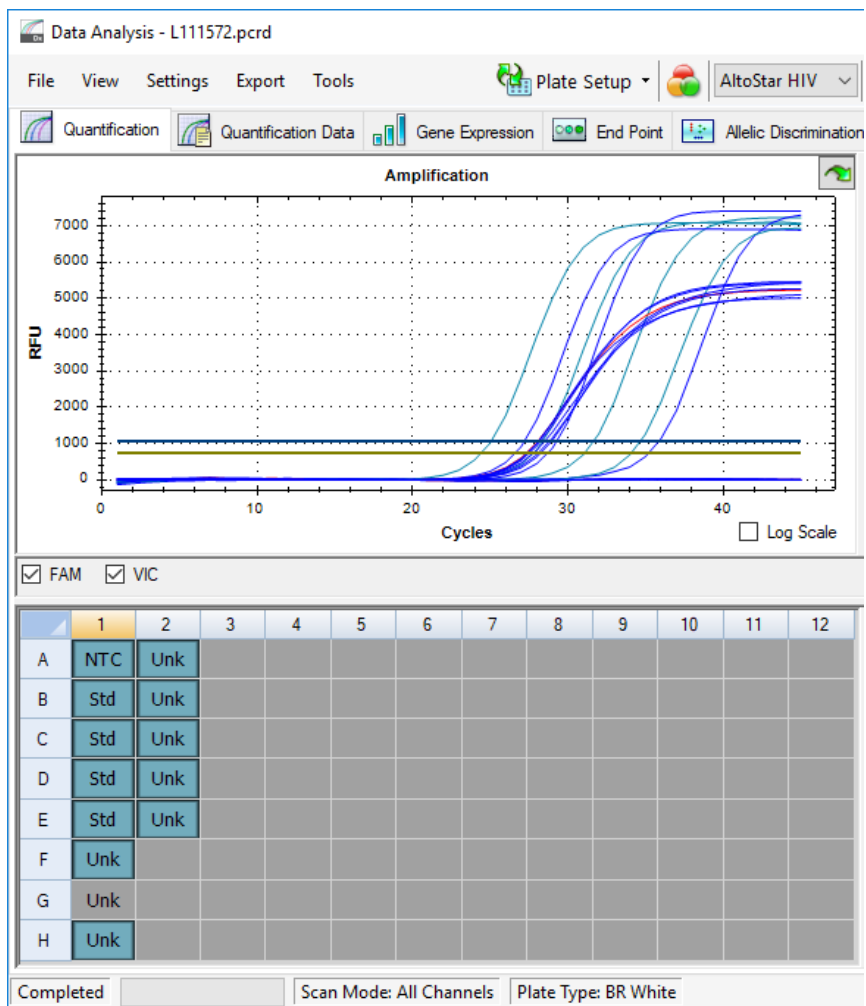 Data Analysis - L111572.pcrd
File View Settings Export Tools Plate Setup AltoStar HIV
Quantification Quantification Data Gene Expression End Point Allelic Discrimination
Amplification
7000
6000
5000
4000
3000
2000
1000
0
RFU
0 10 20 30 40
Cycles
Log Scale
FAM VIC
1 2 3 4 5 6 7 8 9 10 11 12
A NTC Unk
B Std Unk
C Std Unk
D Std Unk
E Std Unk
F Unk
G Unk
H Unk
Completed Scan Mode: All Channels Plate Type: BR White